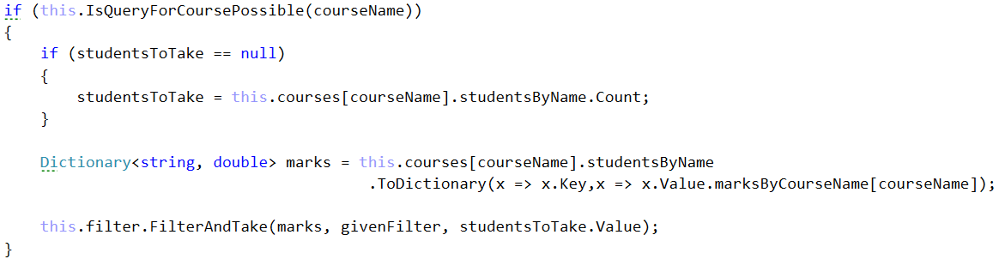 if (this.IsQueryForCoursePossible(courseName))
{
    if (studentsToTake == null)
    {
        studentsToTake = this.courses[courseName].studentsByName.Count;
    }
    Dictionary<string, double> marks = this.courses[courseName].studentsByName
                                        .ToDictionary(x => x.Key,x => x.Value.marksByCourseName[courseName]);
    this.filter.FilterAndTake(marks, givenFilter, studentsToTake.Value);
}